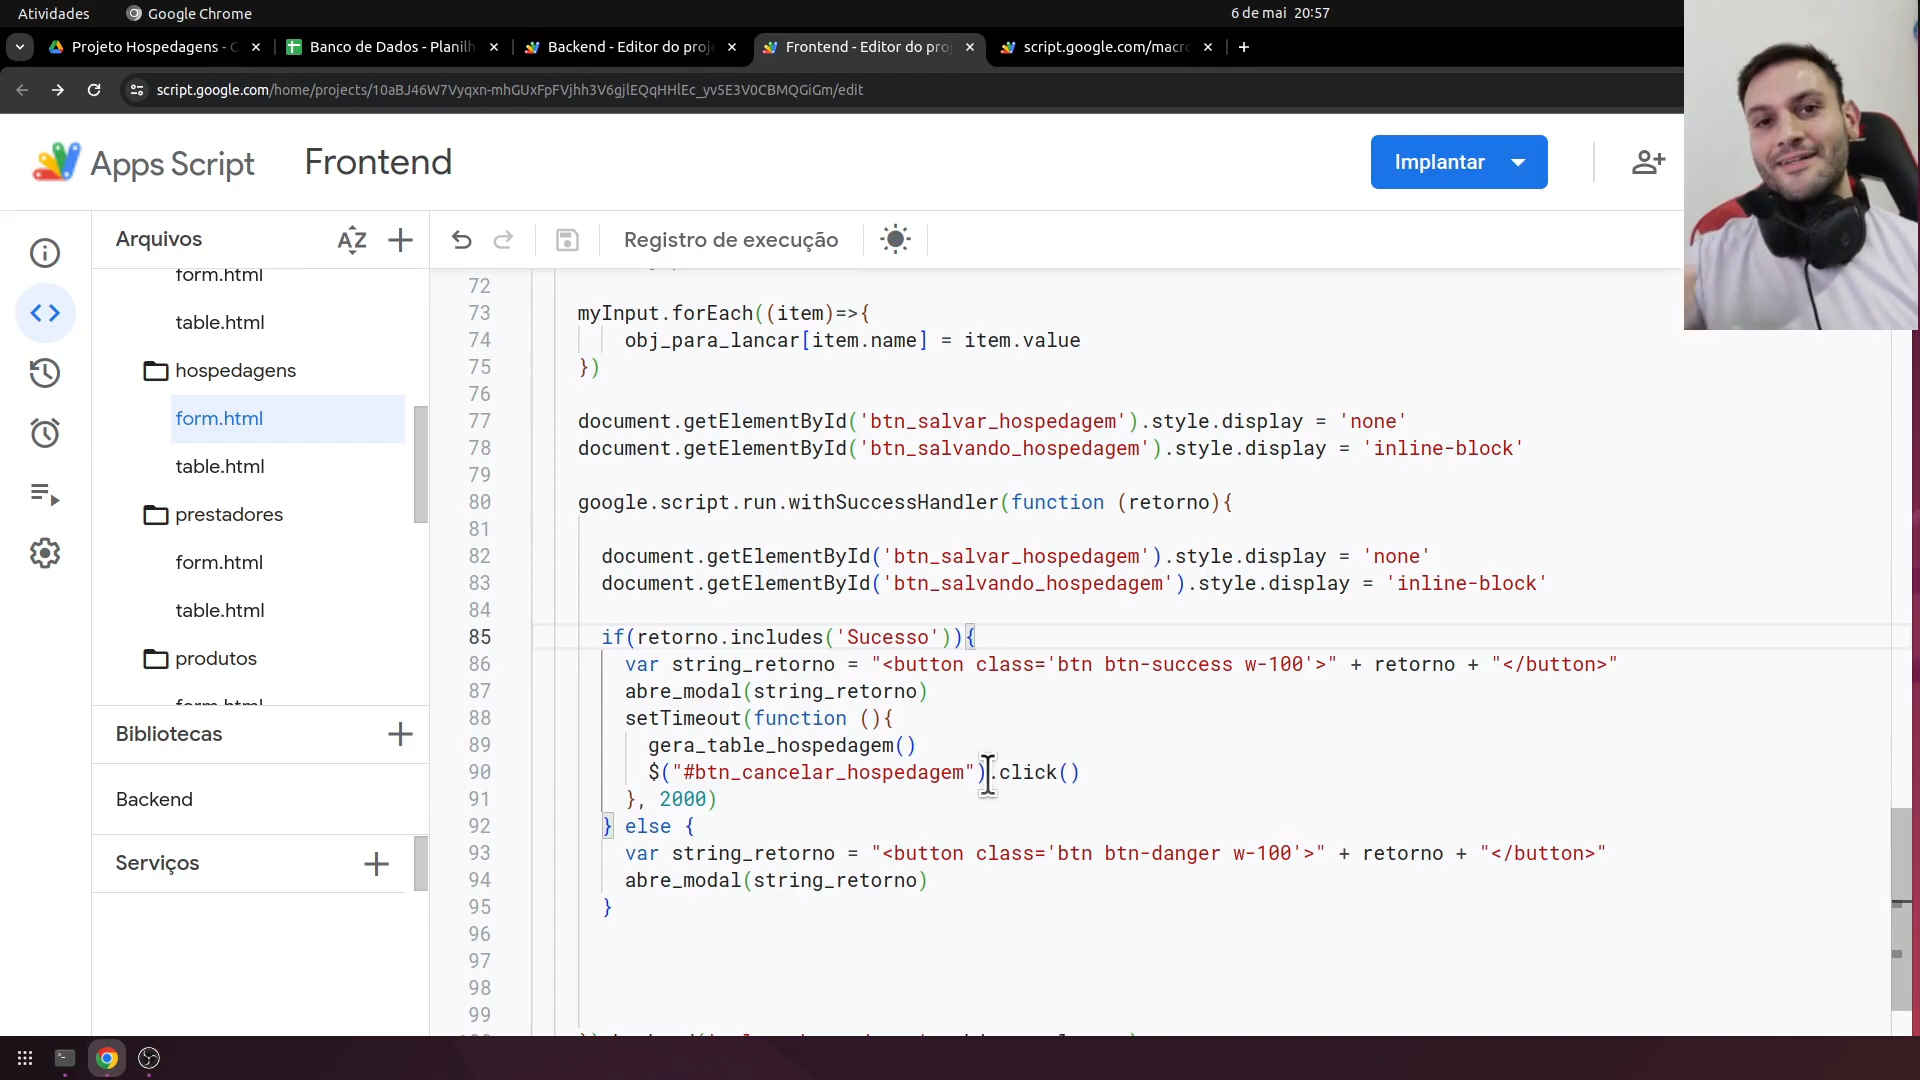 Atividades
Google Chrome
6 de mai 20:57
Projeto Hospedagens -
Banco de Dados - Planilh
Backend - Editor do proj
Frontend - Editor do pro
script.google.com/macro
script.google.com/home/projects/10aBJ46W7Vyqxn-mhGUxFpFVjhh3V6gjlEQqHHlEc_yv5E3V0CBMQGiGm/edit
Apps Script
Frontend
Implantar
Arquivos
Registro de execução
form.html
table.html
hospedagens
form.html
table.html
prestadores
form.html
table.html
produtos
form.html
Bibliotecas
Backend
Serviços
72
73 myInput.forEach((item)=>{
74 obj_para_lancar[item.name] = item.value
75 })
76
77 document.getElementById('btn_salvar_hospedagem').style.display = 'none'
78 document.getElementById('btn_salvando_hospedagem').style.display = 'inline-block'
79
80 google.script.run.withSuccessHandler(function (retorno){
81
82 document.getElementById('btn_salvar_hospedagem').style.display = 'none'
83 document.getElementById('btn_salvando_hospedagem').style.display = 'inline-block'
84
85 if(retorno.includes('Sucesso')){
86 var string_retorno = "<button class='btn btn-success w-100'>" + retorno + "</button>"
87 abre_modal(string_retorno)
88 setTimeout(function (){
89 gera_table_hospedagem()
90 $("#btn_cancelar_hospedagem").click()
91 }, 2000)
92 } else {
93 var string_retorno = "<button class='btn btn-danger w-100'>" + retorno + "</button>"
94 abre_modal(string_retorno)
95 }
96
97
98
99